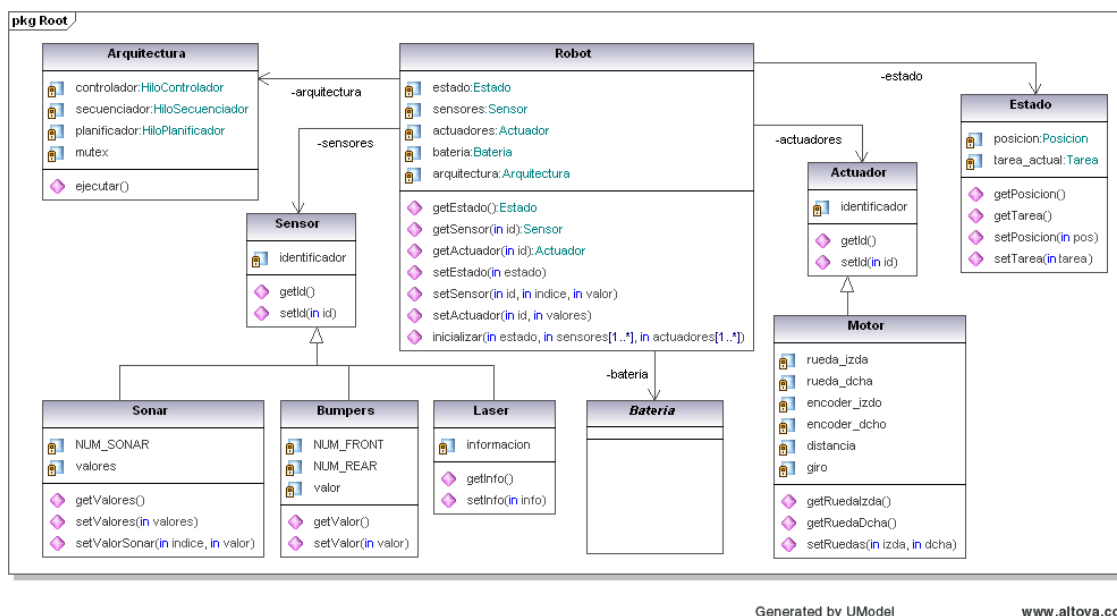 pkg Root
Arquitectura
controlador:HiloControlador
secuenciador:HiloSecuenciador
planificador:HiloPlanificador
mutex
ejecutar()
-arquitectura
-sensores
Robot
estado:Estado
sensores:Sensor
actuadores:Actuador
bateria:Bateria
arquitectura:Arquitectura
getEstado():Estado
getSensor(in id):Sensor
getActuador(in id):Actuador
setEstado(in estado)
setSensor(in id, in indice, in valor)
setActuador(in id, in valores)
inicializar(in estado, in sensores[1..*], in actuadores[1..*])
-estado
-actuadores
Estado
posicion:Posicion
tarea_actual:Tarea
getPosicion()
getTarea()
setPosicion(in pos)
setTarea(in tarea)
Actuador
identificador
getId()
setId(in id)
Sensor
identificador
getId()
setId(in id)
-bateria
Sonar
NUM_SONAR
valores
getValores()
setValores(in valores)
setValorSonar(in indice, in valor)
Bumpers
NUM_FRONT
NUM_REAR
valor
getValor()
setValor(in valor)
Laser
informacion
getInfo()
setInfo(in info)
Bateria
Motor
rueda_izda
rueda_dcha
encoder_izdo
encoder_dcho
distancia
giro
getRuedaIzda()
getRuedaDcha()
setRuedas(in izda, in dcha)
Generated by UModel
www.altova.co